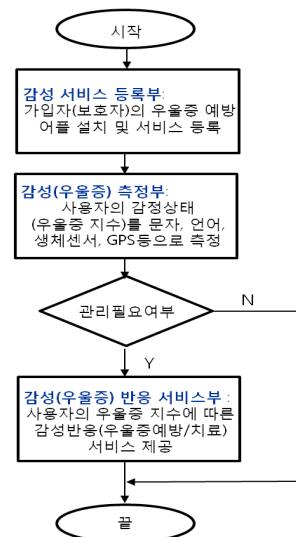 시작
감성 서비스 등록부:
가입자(보호자)의 우울증 예방
어플 설치 및 서비스 등록
감성(우울증) 측정부:
사용자의 감정상태
(우울증 지수)를 문자, 언어,
생체센서, GPS등으로 측정
관리필요여부
N
Y
감성(우울증) 반응 서비스부 :
사용자의 우울증 지수에 따른
감성반응(우울증예방/치료)
서비스 제공
끝